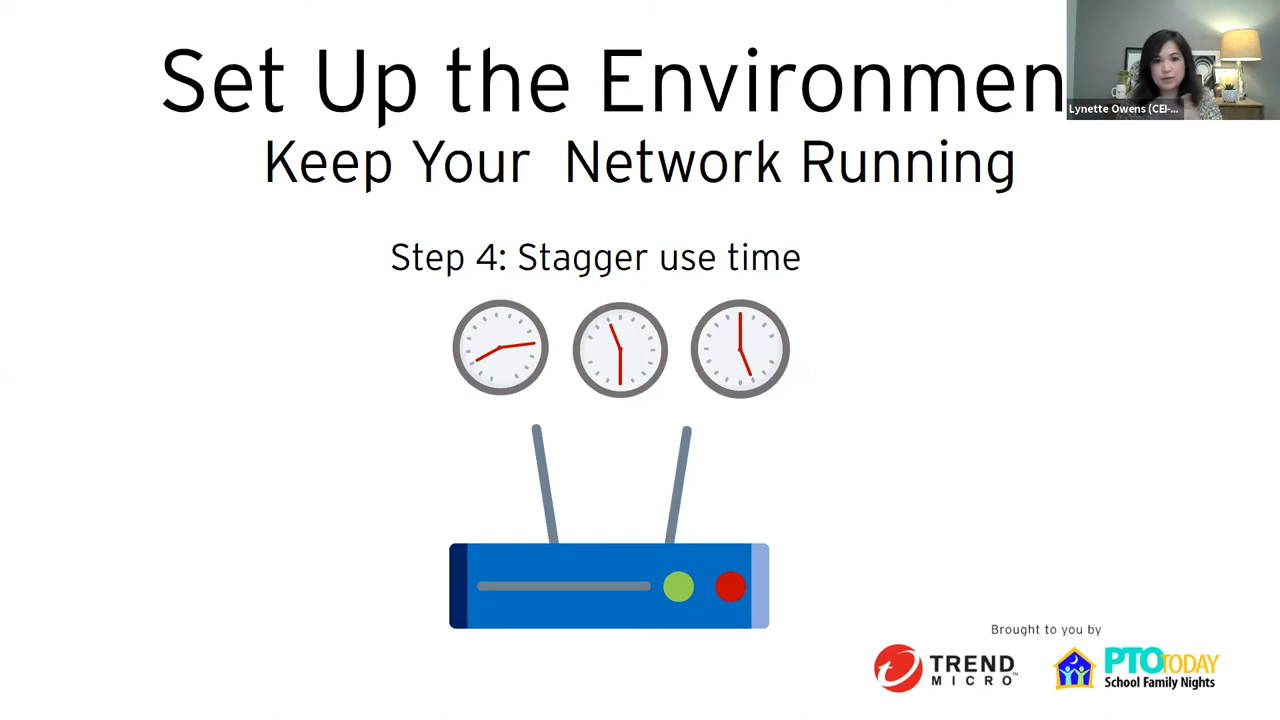 Set Up the Environmen
Lynette Owens (CEI-...
Keep Your Network Running
Step 4: Stagger use time
Brought to you by
TREND MICRO™
PTO TODAY
School Family Nights